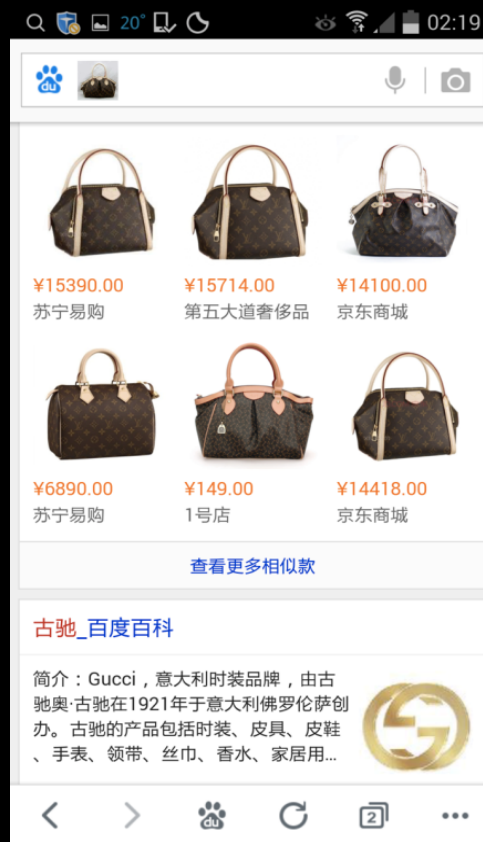 20°
02:19
du
¥15390.00
¥15714.00
¥14100.00
苏宁易购
第五大道奢侈品
京东商城
¥6890.00
¥149.00
¥14418.00
苏宁易购
1号店
京东商城
查看更多相似款
古驰_百度百科
简介：Gucci，意大利时装品牌，由古
驰奥·古驰在1921年于意大利佛罗伦萨创
办。古驰的产品包括时装、皮具、皮鞋
、手表、领带、丝巾、香水、家居用...
du
2